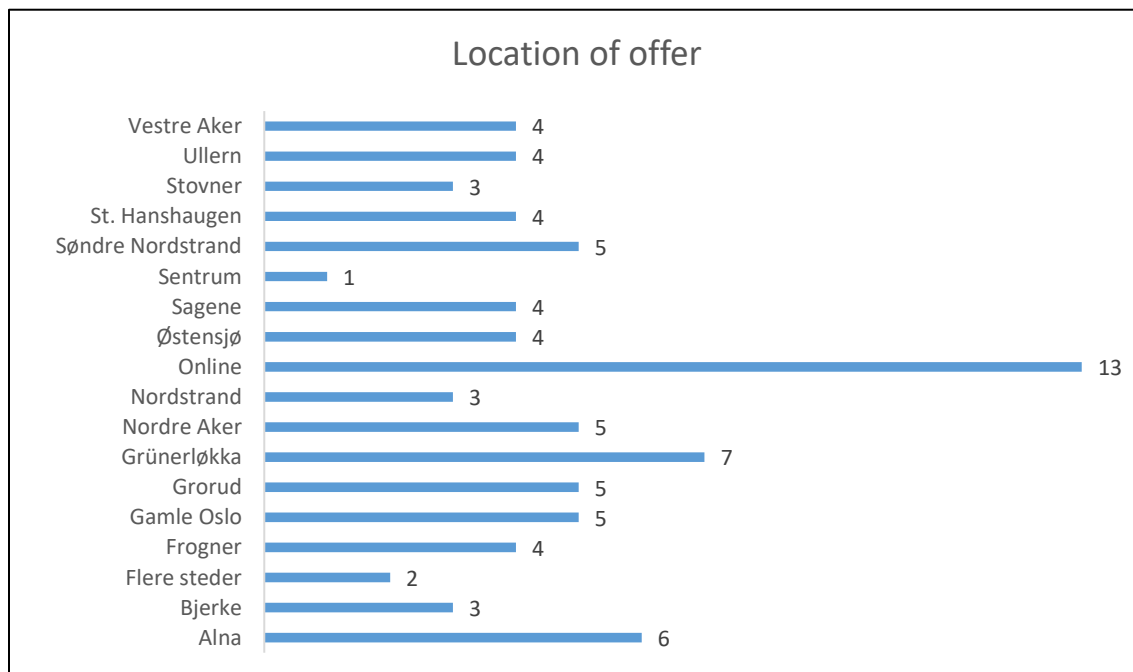 Location of offer
Vestre Aker 4
Ullern 4
Stovner 3
St. Hanshaugen 4
Søndre Nordstrand 5
Sentrum 1
Sagene 4
Østensjø 4
Online 13
Nordstrand 3
Nordre Aker 5
Grünerløkka 7
Grorud 5
Gamle Oslo 5
Frogner 4
Flere steder 2
Bjerke 3
Alna 6